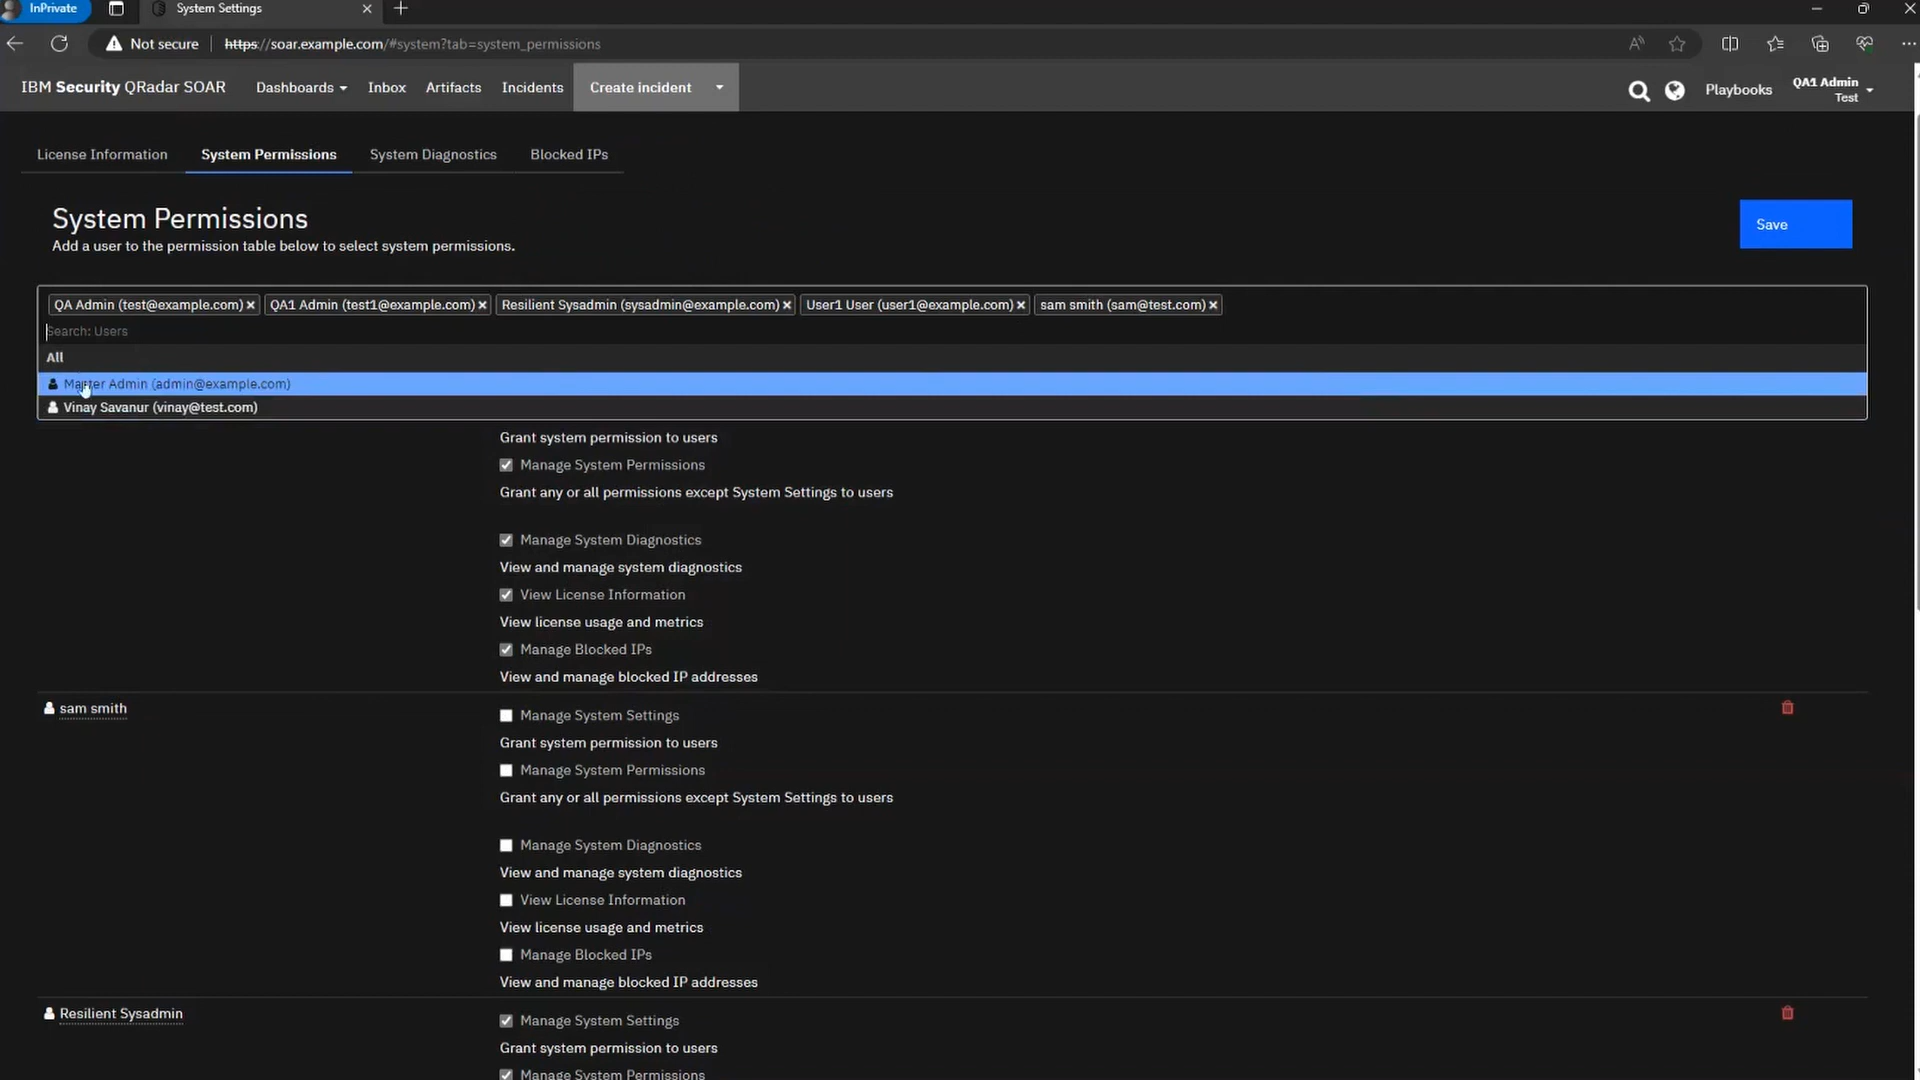 InPrivate
System Settings
Not secure
https://soar.example.com/#system?tab=system_permissions
IBM Security QRadar SOAR
Dashboards
Inbox
Artifacts
Incidents
Create incident
Playbooks
QA1 Admin
Test
License Information
System Permissions
System Diagnostics
Blocked IPs
System Permissions
Add a user to the permission table below to select system permissions.
Save
QA Admin (test@example.com) × QA1 Admin (test1@example.com) × Resilient Sysadmin (sysadmin@example.com) × User1 User (user1@example.com) × sam smith (sam@test.com) ×
Search: Users
All
Master Admin (admin@example.com)
Vinay Savanur (vinay@test.com)
Grant system permission to users
Manage System Permissions
Grant any or all permissions except System Settings to users
Manage System Diagnostics
View and manage system diagnostics
View License Information
View license usage and metrics
Manage Blocked IPs
View and manage blocked IP addresses
sam smith
Manage System Settings
Grant system permission to users
Manage System Permissions
Grant any or all permissions except System Settings to users
Manage System Diagnostics
View and manage system diagnostics
View License Information
View license usage and metrics
Manage Blocked IPs
View and manage blocked IP addresses
Resilient Sysadmin
Manage System Settings
Grant system permission to users
Manage System Permissions